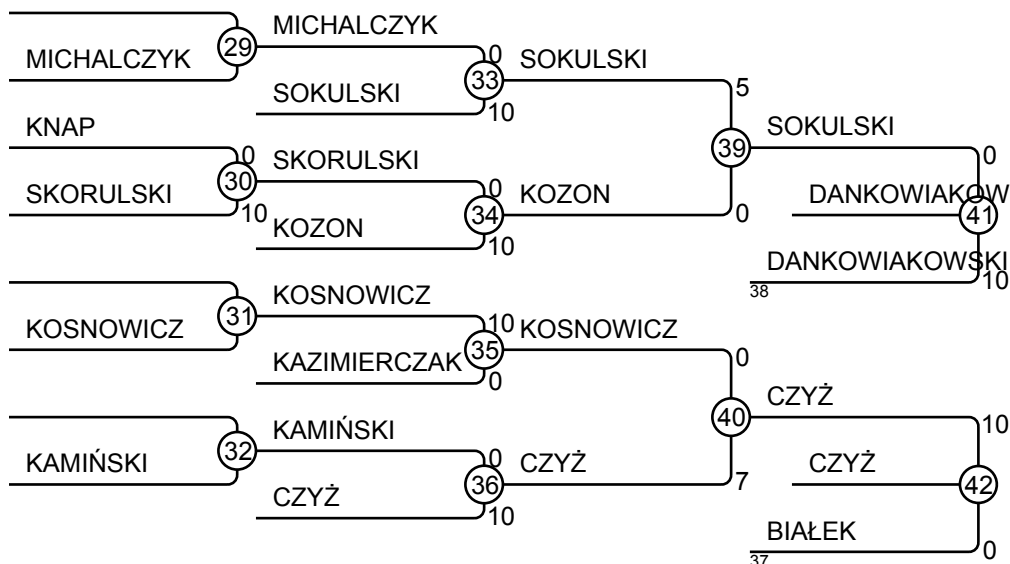 MICHALCZYK
29
MICHALCZYK
0
33
SOKULSKI
10
SOKULSKI
5
KNAP
0
30
SKORULSKI
10
SKORULSKI
0
34
KOZON
10
KOZON
0
39
SOKULSKI
0
DANKOWIAKOW
41
DANKOWIAKOWSKI
10
38
31
KOSNOWICZ
KOSNOWICZ
10
35
KAZIMIERCZAK
0
KOSNOWICZ
0
40
32
KAMIŃSKI
KAMIŃSKI
0
36
CZYŻ
10
CZYŻ
7
CZYŻ
10
CZYŻ
42
BIAŁEK
0
37